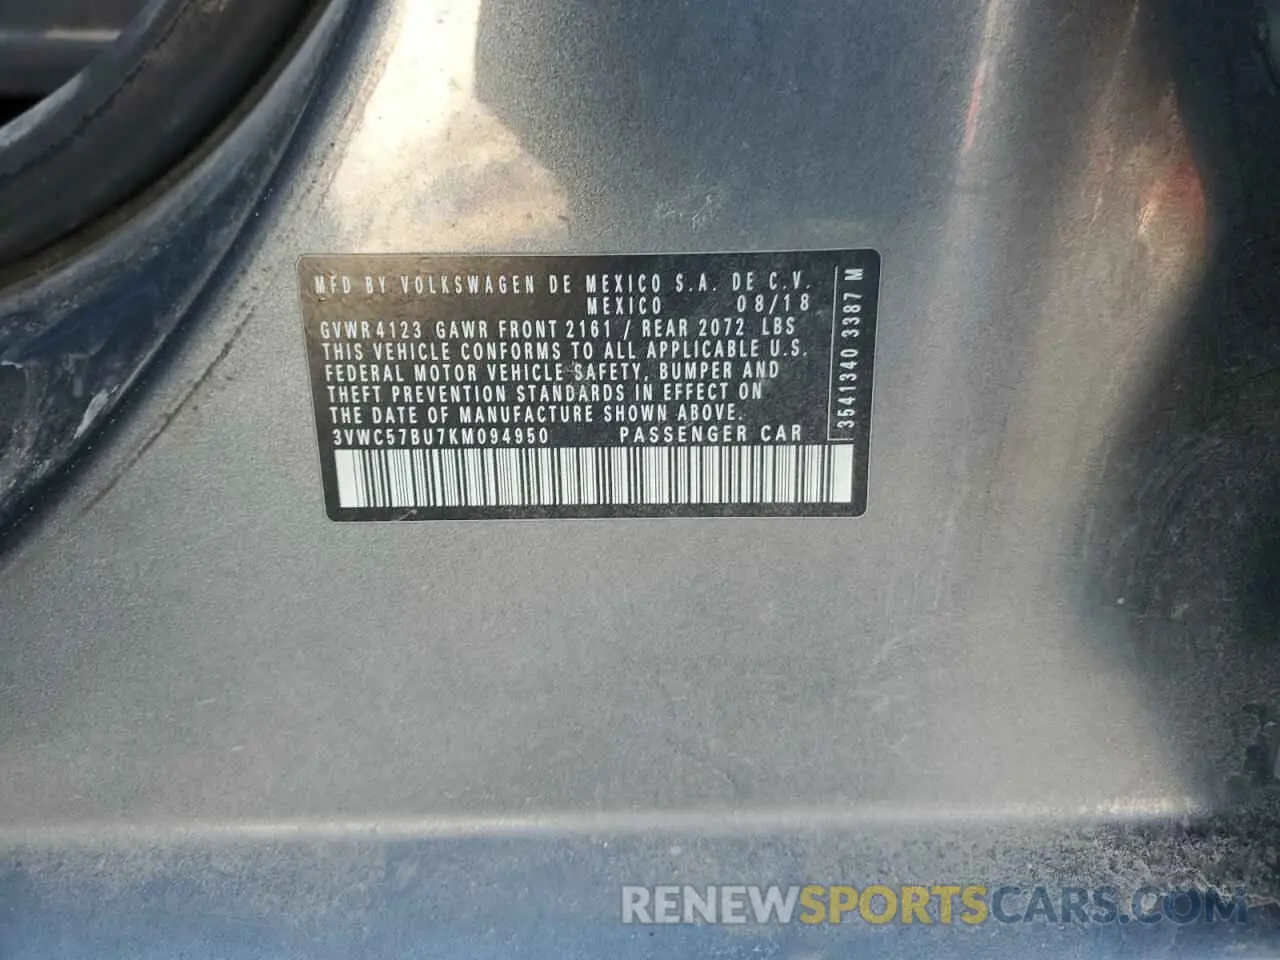 MFD BY VOLKSWAGEN DE MEXICO S.A. DE C.V.
MEXICO 08/18
GVWR 4123 GAWR FRONT 2161 / REAR 2072 LBS
THIS VEHICLE CONFORMS TO ALL APPLICABLE U.S.
FEDERAL MOTOR VEHICLE SAFETY, BUMPER AND
THEFT PREVENTION STANDARDS IN EFFECT ON
THE DATE OF MANUFACTURE SHOWN ABOVE.
3VWC57BU7KM094950 PASSENGER CAR
3541340 3387 M
RENEWSPORTSCARS.COM